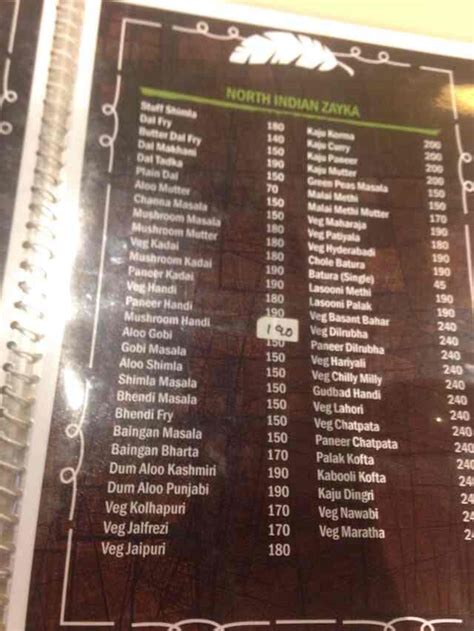 NORTH INDIAN ZAYKA
Stuff Shimla 180
Dal Fry 140
Butter Dal Fry 150
Dal Makhani 190
Dal Tadka 150
Plain Dal 70
Aloo Mutter 150
Channa Masala 150
Mushroom Masala 190
Mushroom Mutter 180
Veg Kadai 180
Mushroom Kadai 190
Paneer Kadai 190
Veg Handi 180
Paneer Handi 190
Mushroom Handi 190
Aloo Gobi 150
Gobi Masala 150
Aloo Shimla 150
Shimla Masala 150
Bhendi Masala 150
Bhendi Fry 150
Baingan Masala 150
Baingan Bharta 170
Dum Aloo Kashmiri 190
Dum Aloo Punjabi 190
Veg Kolhapuri 170
Veg Jalfrezi 170
Veg Jaipuri 180
Kaju Korma 200
Kaju Curry 200
Kaju Paneer 200
Kaju Mutter 200
Green Peas Masala
Malai Methi
Malai Methi Mutter
Veg Maharaja
Veg Patiyala
Veg Hyderabadi
Chole Batura
Batura (Single) 45
Lasooni Methi 190
Lasooni Palak 190
Veg Basant Bahar 240
Veg Dilrubha 240
Paneer Dilrubha 240
Veg Hariyali 240
Veg Chilly Milly 240
Gudbad Handi 240
Veg Lahori 240
Veg Chatpata 240
Paneer Chatpata 240
Palak Kofta 240
Kabooli Kofta 240
Kaju Dingri 240
Veg Nawabi
Veg Maratha